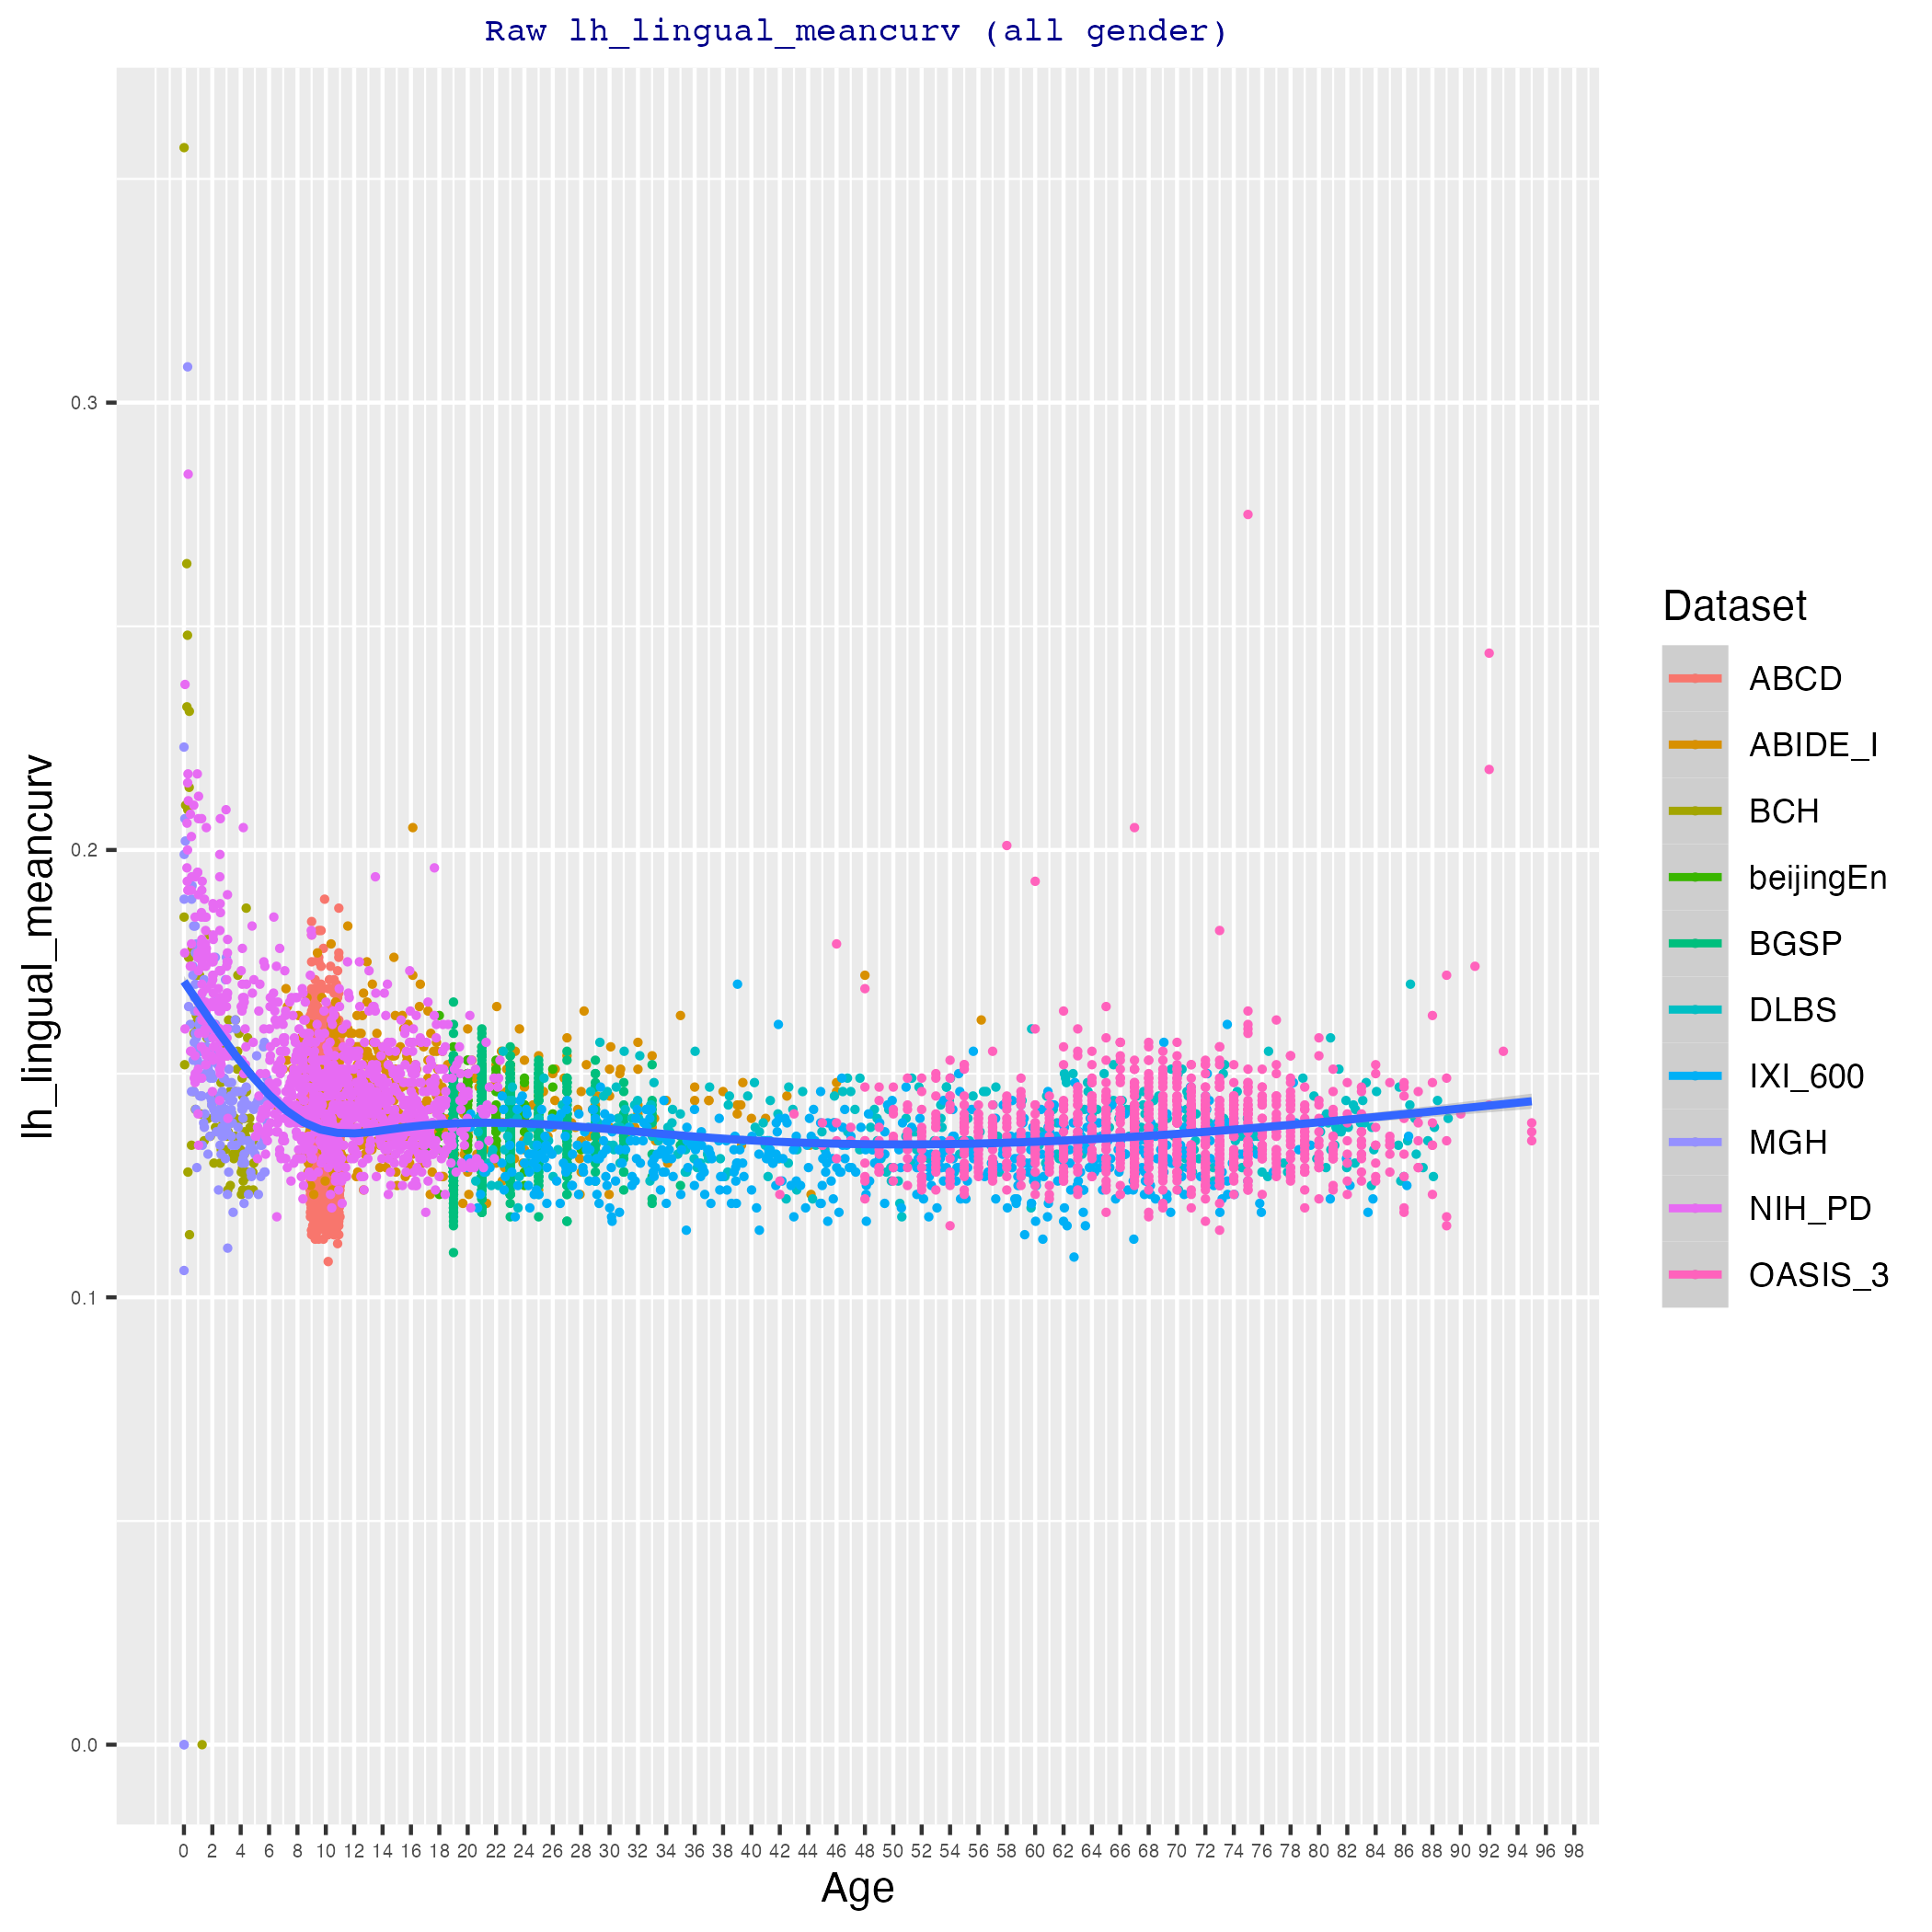 Raw lh_lingual_meancurv (all gender)
lh_lingual_meancurv
0.3
0.2
0.1
0.0
0 2 4 6 8 10 12 14 16 18 20 22 24 26 28 30 32 34 36 38 40 42 44 46 48 50 52 54 56 58 60 62 64 66 68 70 72 74 76 78 80 82 84 86 88 90 92 94 96 98
Age
Dataset
ABCD
ABIDE_I
BCH
beijingEn
BGSP
DLBS
IXI_600
MGH
NIH_PD
OASIS_3